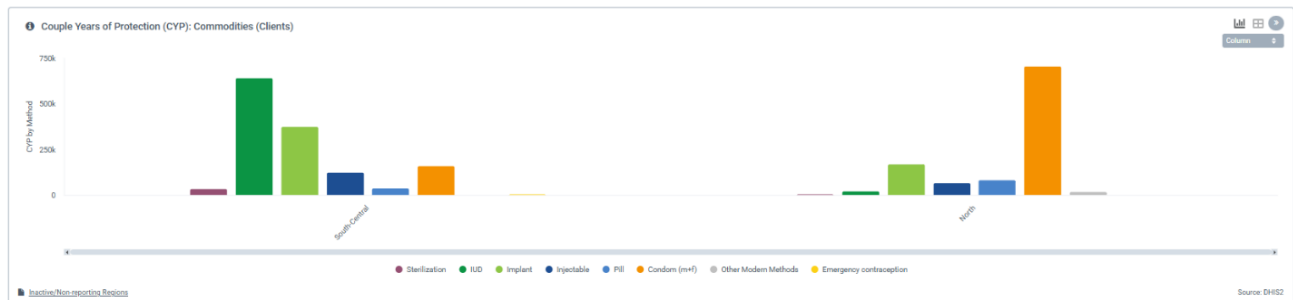 Couple Years of Protection (CYP): Commodities (Clients)
Column
CYP by Method
750k
500k
250k
0
South-Central
North
Sterilization IUD Implant Injectable Pill Condom (m+f) Other Modern Methods Emergency contraception
Inactive/Non-reporting Regions
Source: DHIS2